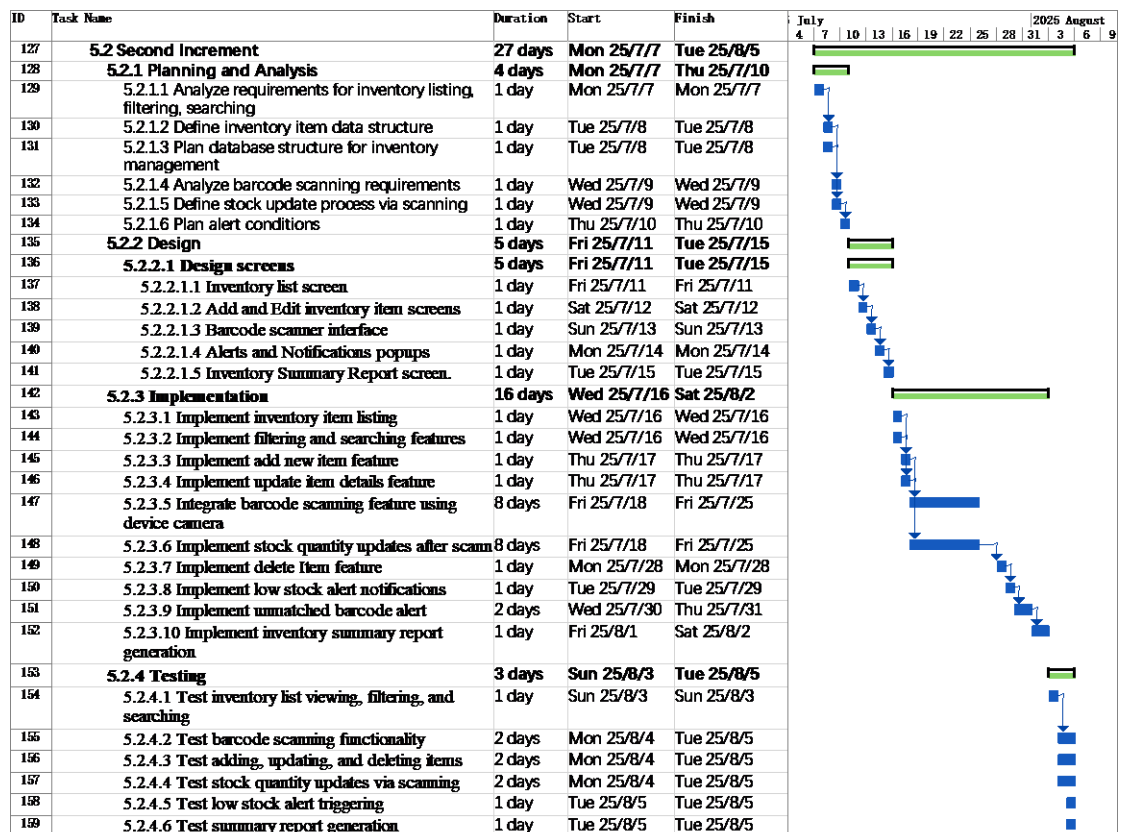 ID Task Name Duration Start Finish July 2025 August
4 7 10 13 16 19 22 25 28 31 3 6 9
127 5.2 Second Increment 27 days Mon 25/7/7 Tue 25/8/5
128 5.2.1 Planning and Analysis 4 days Mon 25/7/7 Thu 25/7/10
129 5.2.1.1 Analyze requirements for inventory listing, 1 day Mon 25/7/7 Mon 25/7/7
filtering, searching
130 5.2.1.2 Define inventory item data structure 1 day Tue 25/7/8 Tue 25/7/8
131 5.2.1.3 Plan database structure for inventory 1 day Tue 25/7/8 Tue 25/7/8
management
132 5.2.1.4 Analyze barcode scanning requirements 1 day Wed 25/7/9 Wed 25/7/9
133 5.2.1.5 Define stock update process via scanning 1 day Wed 25/7/9 Wed 25/7/9
134 5.2.1.6 Plan alert conditions 1 day Thu 25/7/10 Thu 25/7/10
135 5.2.2 Design 5 days Fri 25/7/11 Tue 25/7/15
136 5.2.2.1 Design screens 5 days Fri 25/7/11 Tue 25/7/15
137 5.2.2.1.1 Inventory list screen 1 day Fri 25/7/11 Fri 25/7/11
138 5.2.2.1.2 Add and Edit inventory item screens 1 day Sat 25/7/12 Sat 25/7/12
139 5.2.2.1.3 Barcode scanner interface 1 day Sun 25/7/13 Sun 25/7/13
140 5.2.2.1.4 Alerts and Notifications popups 1 day Mon 25/7/14 Mon 25/7/14
141 5.2.2.1.5 Inventory Summary Report screen. 1 day Tue 25/7/15 Tue 25/7/15
142 5.2.3 Implementation 16 days Wed 25/7/16 Sat 25/8/2
143 5.2.3.1 Implement inventory item listing 1 day Wed 25/7/16 Wed 25/7/16
144 5.2.3.2 Implement filtering and searching features 1 day Wed 25/7/16 Wed 25/7/16
145 5.2.3.3 Implement add new item feature 1 day Thu 25/7/17 Thu 25/7/17
146 5.2.3.4 Implement update item details feature 1 day Thu 25/7/17 Thu 25/7/17
147 5.2.3.5 Integrate barcode scanning feature using 8 days Fri 25/7/18 Fri 25/7/25
device camera
148 5.2.3.6 Implement stock quantity updates after scann 8 days Fri 25/7/18 Fri 25/7/25
149 5.2.3.7 Implement delete Item feature 1 day Mon 25/7/28 Mon 25/7/28
150 5.2.3.8 Implement low stock alert notifications 1 day Tue 25/7/29 Tue 25/7/29
151 5.2.3.9 Implement unmatched barcode alert 2 days Wed 25/7/30 Thu 25/7/31
152 5.2.3.10 Implement inventory summary report 1 day Fri 25/8/1 Sat 25/8/2
generation
153 5.2.4 Testing 3 days Sun 25/8/3 Tue 25/8/5
154 5.2.4.1 Test inventory list viewing, filtering, and 1 day Sun 25/8/3 Sun 25/8/3
searching
155 5.2.4.2 Test barcode scanning functionality 2 days Mon 25/8/4 Tue 25/8/5
156 5.2.4.3 Test adding, updating, and deleting items 2 days Mon 25/8/4 Tue 25/8/5
157 5.2.4.4 Test stock quantity updates via scanning 2 days Mon 25/8/4 Tue 25/8/5
158 5.2.4.5 Test low stock alert triggering 1 day Tue 25/8/5 Tue 25/8/5
159 5.2.4.6 Test summary report generation 1 day Tue 25/8/5 Tue 25/8/5